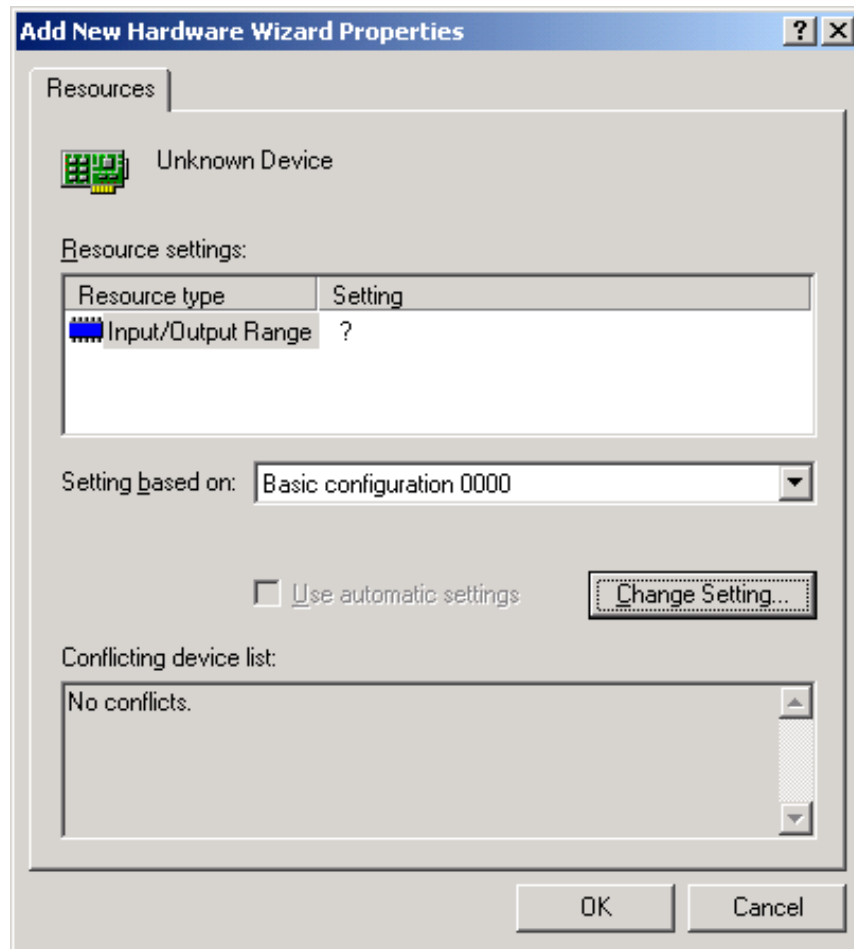 Add New Hardware Wizard Properties
Resources
Unknown Device
Resource settings:
Resource type Setting
Input/Output Range ?
Setting based on: Basic configuration 0000
Use automatic settings Change Setting...
Conflicting device list:
No conflicts.
OK Cancel